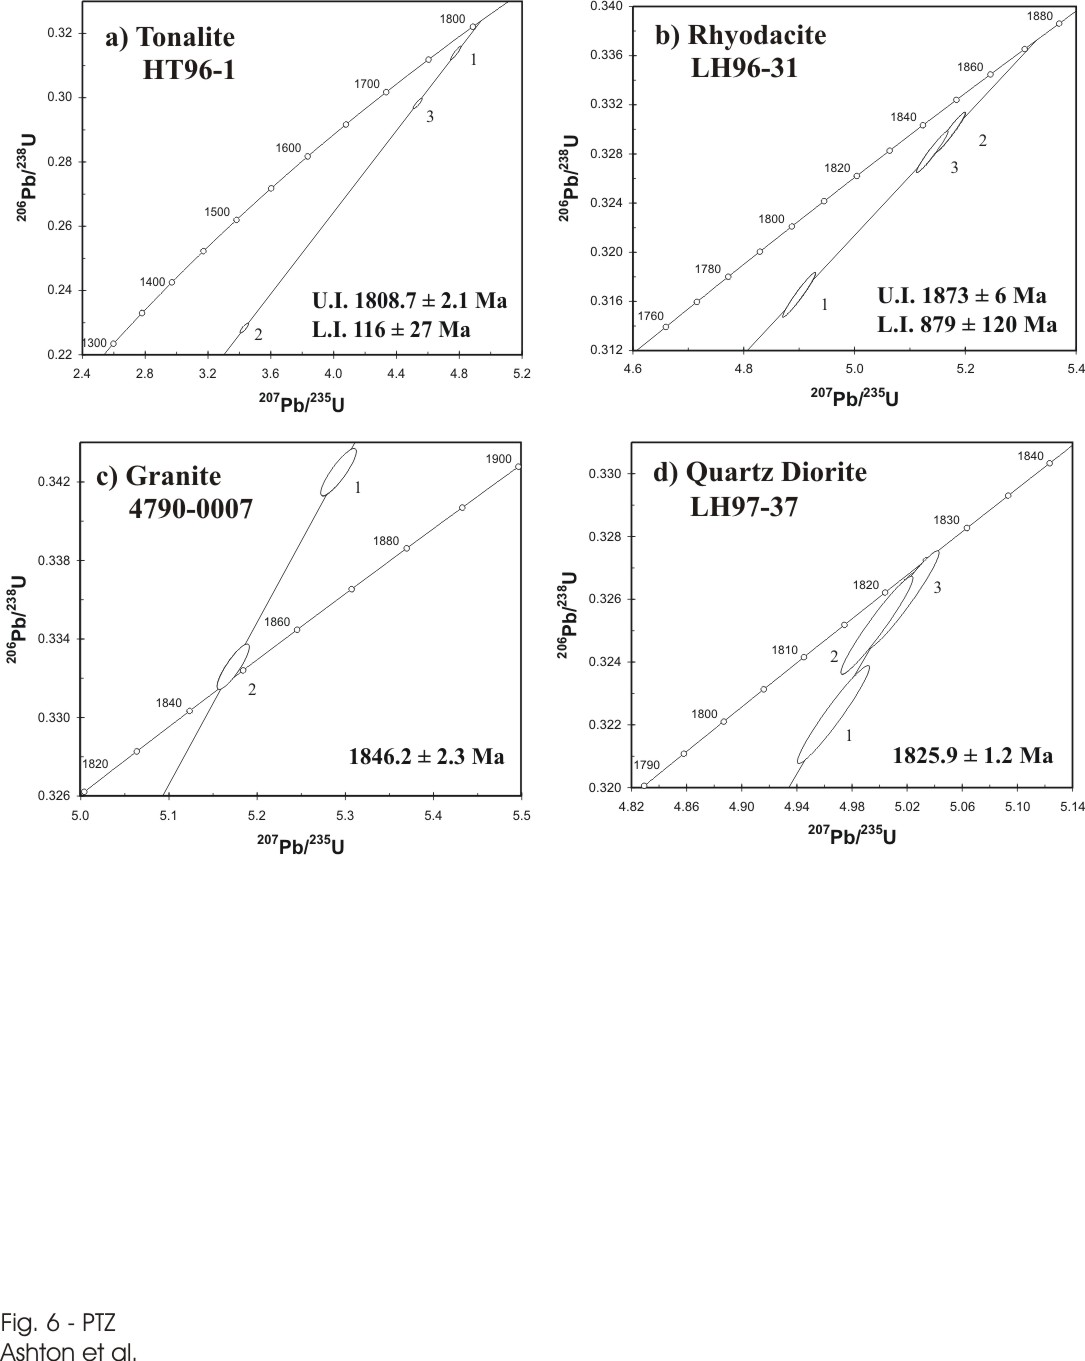 a) Tonalite
HT96-1
0.32
0.30
0.28
0.26
0.24
0.22
206Pb/238U
1800
1700
1600
1500
1400
1300
1
3
2
U.I. 1808.7 ± 2.1 Ma
L.I. 116 ± 27 Ma
2.4 2.8 3.2 3.6 4.0 4.4 4.8 5.2
207Pb/235U
b) Rhyodacite
LH96-31
0.340
0.336
0.332
0.328
0.324
0.320
0.316
0.312
206Pb/238U
1880
1860
1840
1820
1800
1780
1760
2
3
1
U.I. 1873 ± 6 Ma
L.I. 879 ± 120 Ma
4.6 4.8 5.0 5.2 5.4
207Pb/235U
c) Granite
4790-0007
0.342
0.338
0.334
0.330
0.326
206Pb/238U
1900
1880
1860
1840
1820
1
2
1846.2 ± 2.3 Ma
5.0 5.1 5.2 5.3 5.4 5.5
207Pb/235U
d) Quartz Diorite
LH97-37
0.330
0.328
0.326
0.324
0.322
0.320
206Pb/238U
1840
1830
1820
1810
1800
1790
3
2
1
1825.9 ± 1.2 Ma
4.82 4.86 4.90 4.94 4.98 5.02 5.06 5.10 5.14
207Pb/235U
Fig. 6 - PTZ
Ashton et al.